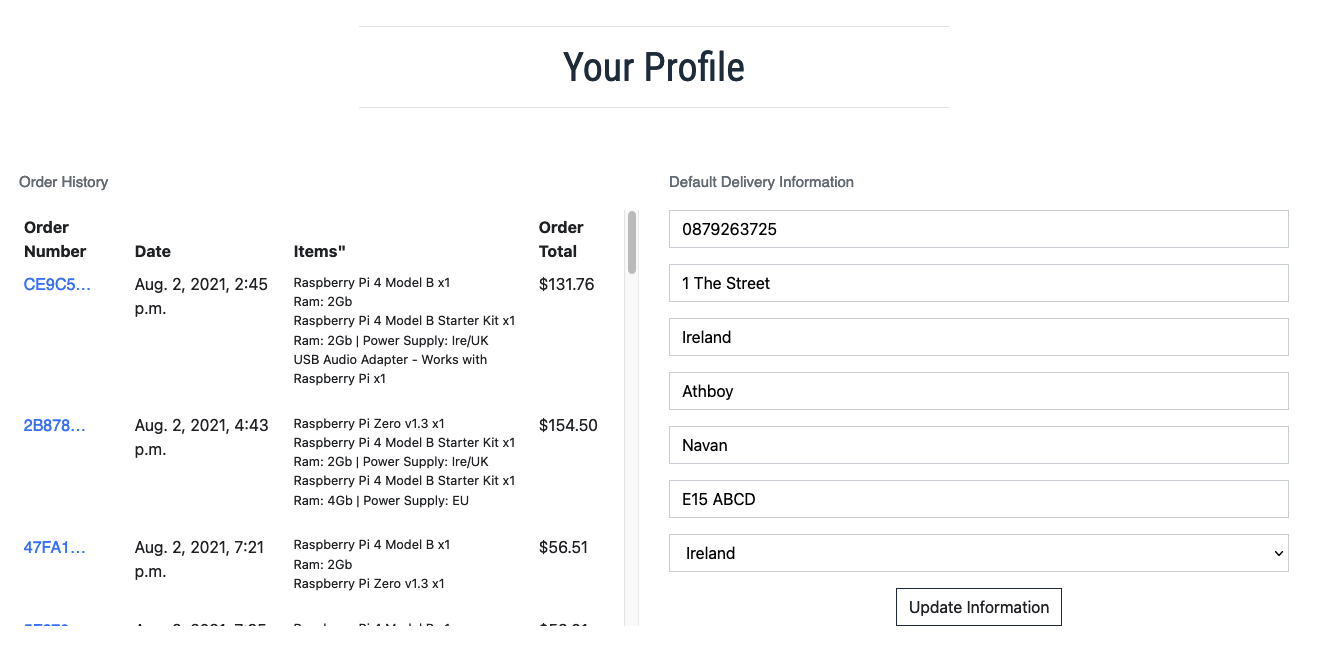 Your Profile
Order History
Order
Number
Date
Items"
Order
Total
CE9C5...
Aug. 2, 2021, 2:45
p.m.
Raspberry Pi 4 Model B x1
Ram: 2Gb
Raspberry Pi 4 Model B Starter Kit x1
Ram: 2Gb | Power Supply: Ire/UK
USB Audio Adapter - Works with
Raspberry Pi x1
$131.76
2B878...
Aug. 2, 2021, 4:43
p.m.
Raspberry Pi Zero v1.3 x1
Raspberry Pi 4 Model B Starter Kit x1
Ram: 2Gb | Power Supply: Ire/UK
Raspberry Pi 4 Model B Starter Kit x1
Ram: 4Gb | Power Supply: EU
$154.50
47FA1...
Aug. 2, 2021, 7:21
p.m.
Raspberry Pi 4 Model B x1
Ram: 2Gb
Raspberry Pi Zero v1.3 x1
$56.51
Default Delivery Information
0879263725
1 The Street
Ireland
Athboy
Navan
E15 ABCD
Ireland
Update Information